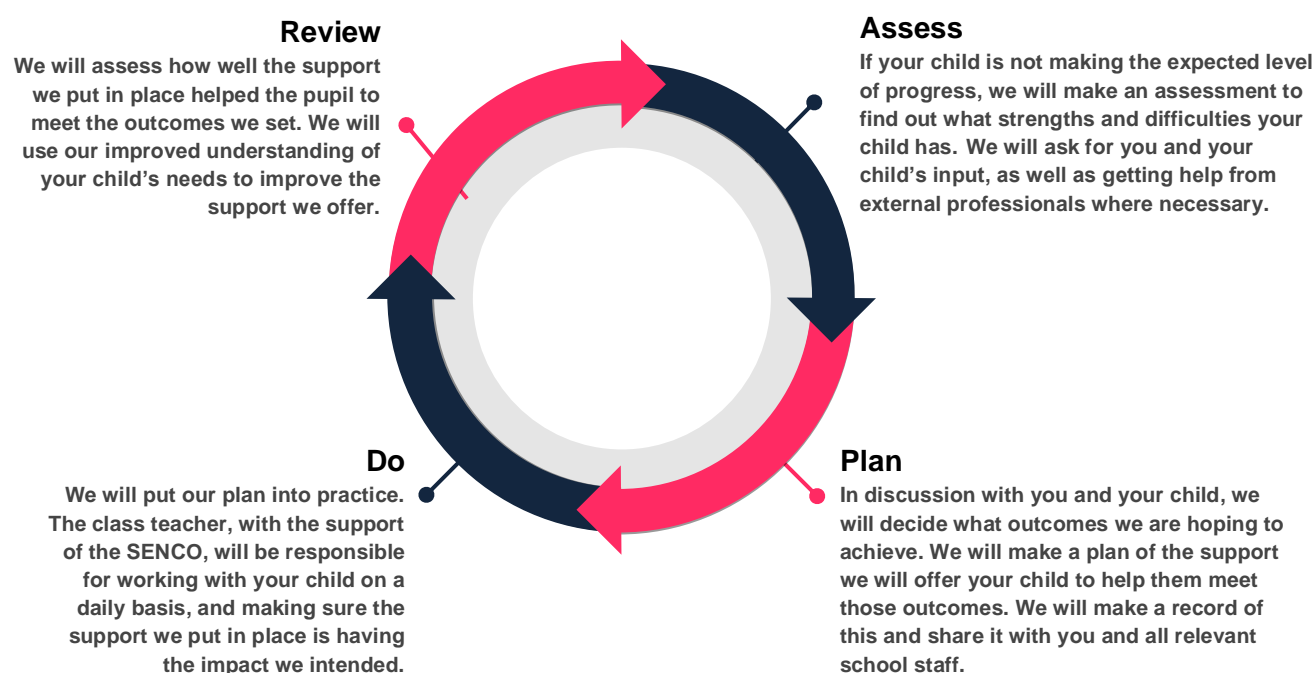 Review
We will assess how well the support
we put in place helped the pupil to
meet the outcomes we set. We will
use our improved understanding of
your child’s needs to improve the
support we offer.
Assess
If your child is not making the expected level
of progress, we will make an assessment to
find out what strengths and difficulties your
child has. We will ask for you and your
child’s input, as well as getting help from
external professionals where necessary.
Do
We will put our plan into practice.
The class teacher, with the support
of the SENCO, will be responsible
for working with your child on a
daily basis, and making sure the
support we put in place is having
the impact we intended.
Plan
In discussion with you and your child, we
will decide what outcomes we are hoping to
achieve. We will make a plan of the support
we will offer your child to help them meet
those outcomes. We will make a record of
this and share it with you and all relevant
school staff.